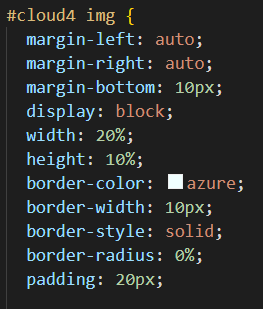 #cloud4 img {
margin-left: auto;
margin-right: auto;
margin-bottom: 10px;
display: block;
width: 20%;
height: 10%;
border-color: azure;
border-width: 10px;
border-style: solid;
border-radius: 0%;
padding: 20px;